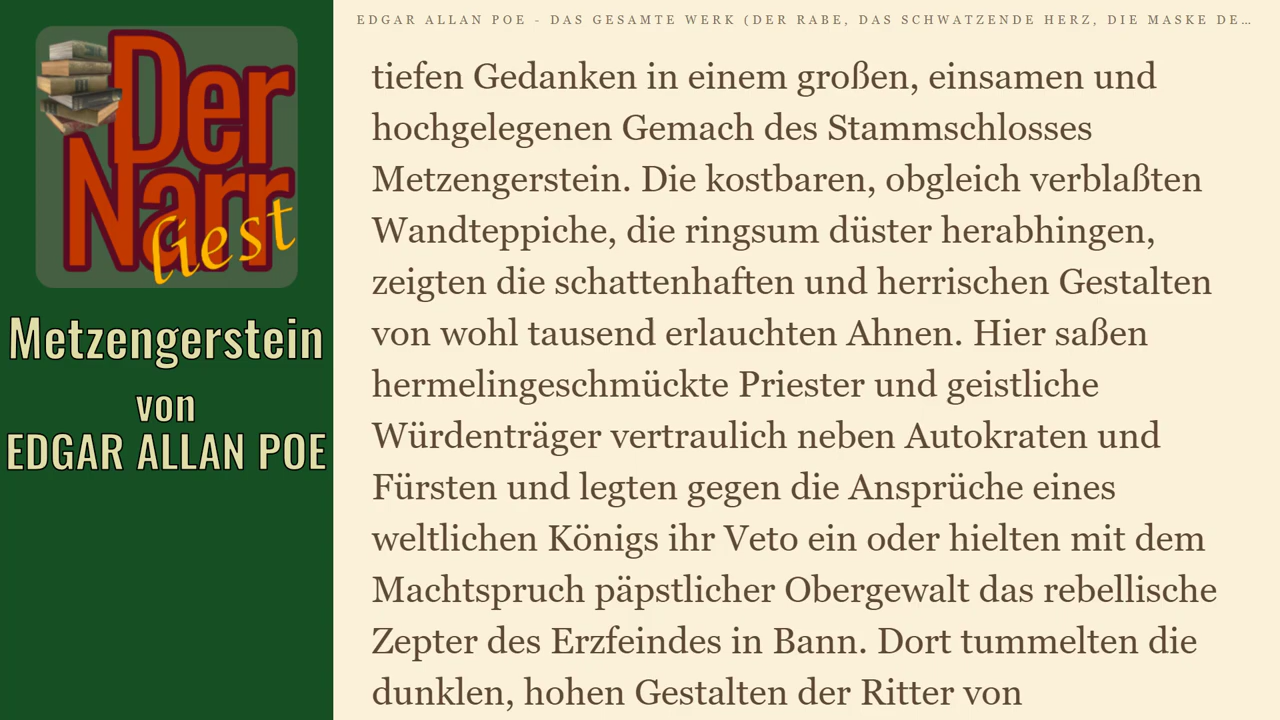 Der
Narr
liest
Metzengerstein
von
EDGAR ALLAN POE
EDGAR ALLAN POE - DAS GESAMTE WERK (DER RABE, DAS SCHWATZENDE HERZ, DIE MASKE DE…
tiefen Gedanken in einem großen, einsamen und
hochgelegenen Gemach des Stammschlosses
Metzengerstein. Die kostbaren, obgleich verblaßten
Wandteppiche, die ringsum düster herabhingen,
zeigten die schattenhaften und herrischen Gestalten
von wohl tausend erlauchten Ahnen. Hier saßen
hermelingeschmückte Priester und geistliche
Würdenträger vertraulich neben Autokraten und
Fürsten und legten gegen die Ansprüche eines
weltlichen Königs ihr Veto ein oder hielten mit dem
Machtspruch päpstlicher Obergewalt das rebellische
Zepter des Erzfeindes in Bann. Dort tummelten die
dunklen, hohen Gestalten der Ritter von